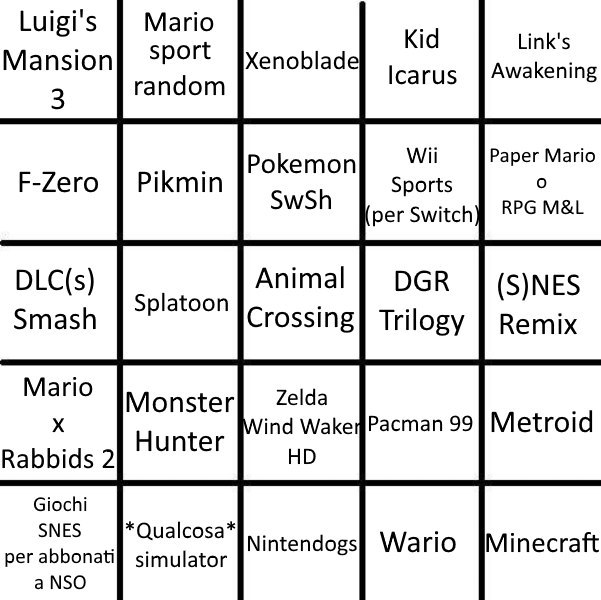 Luigi's
Mansion
3
Mario
sport
random
Xenoblade
Kid
Icarus
Link's
Awakening
F-Zero
Pikmin
Pokemon
SwSh
Wii
Sports
(per Switch)
Paper Mario
o
RPG M&L
DLC(s)
Smash
Splatoon
Animal
Crossing
DGR
Trilogy
(S)NES
Remix
Mario
x
Rabbids 2
Monster
Hunter
Zelda
Wind Waker
HD
Pacman 99
Metroid
Giochi
SNES
per abbonati
a NSO
*Qualcosa*
simulator
Nintendogs
Wario
Minecraft